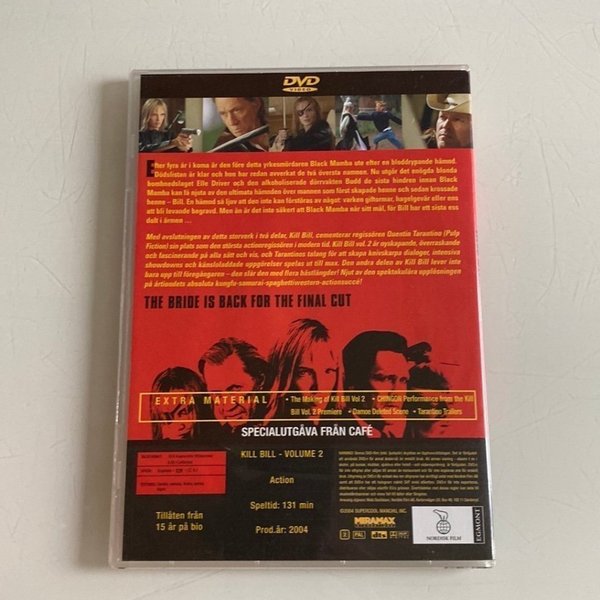 DVD
VIDEO
Efter fyra år i koma är den före detta yrkesmördaren Black Mamba ute efter en bloddrypande hämnd.
Dödslistan är klar och hon har redan avverkat de två översta namnen. Nu utgör det enögda blonda
bombnedslaget Elle Driver och den alkoholiserade dörrvakten Budd de sista hindren innan Black
Mamba kan få njuta av den ultimata hämnden över mannen som först skapade henne och sedan krossade
henne – Bill. En hämnd så ljuv att den inte kan förstöras av något: varken giftormar, hagelgevär eller ens
att bli levande begravd. Men än är det inte säkert att Black Mamba når sitt mål, för Bill har ett sista ess
dolt i ärmen ...
Med avslutningen av detta storverk i två delar, Kill Bill, cementerar regissören Quentin Tarantino (Pulp
Fiction) sin plats som den störste actionregissören i modern tid. Kill Bill vol. 2 är nyskapande, överraskande
och fascinerande på alla sätt och vis, och Tarantinos talang för att skapa knivskarpa dialoger, intensiva
showdowns och känsloladdade uppgörelser spelas ut till max. Den andra delen av Kill Bill lever inte
bara upp till föregångaren – den slår den med flera hästlängder! Njut av den spektakulära upplösningen
på årtiondets absoluta kungfu-samurai-spaghettiwestern-actionsuccé!
THE BRIDE IS BACK FOR THE FINAL CUT
EXTRA MATERIAL
• The Making of Kill Bill Vol 2 • CHINGON Performance from the Kill
Bill Vol. 2 Premiere • Damoe Deleted Scene • Tarantino Trailers
SPECIALUTGÅVA FRÅN CAFÉ
KILL BILL - VOLUME 2
Action
Speltid: 131 min
Prod.år: 2004
Tillåten från
15 år på bio
©2004 SUPERCOOL MANCHU, INC.
MIRAMAX
2 PAL dts
NORDISK FILM
EGMONT